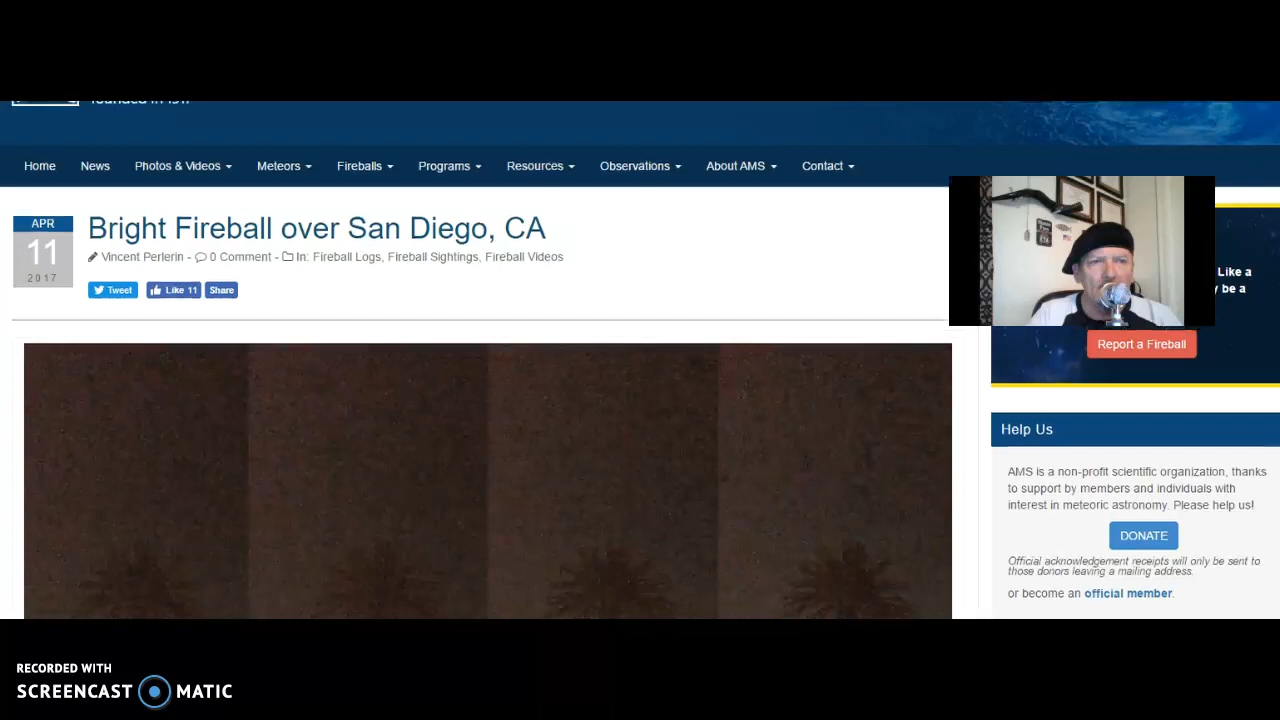 founded in 1911
Home News Photos & Videos Meteors Fireballs Programs Resources Observations About AMS Contact
APR
11
2017
Bright Fireball over San Diego, CA
Vincent Perlerin - 0 Comment - In: Fireball Logs, Fireball Sightings, Fireball Videos
Tweet Like 11 Share
Like a
y be a
Report a Fireball
Help Us
AMS is a non-profit scientific organization, thanks
to support by members and individuals with
interest in meteoric astronomy. Please help us!
DONATE
Official acknowledgement receipts will only be sent to
those donors leaving a mailing address.
or become an official member.
RECORDED WITH
SCREENCAST MATIC